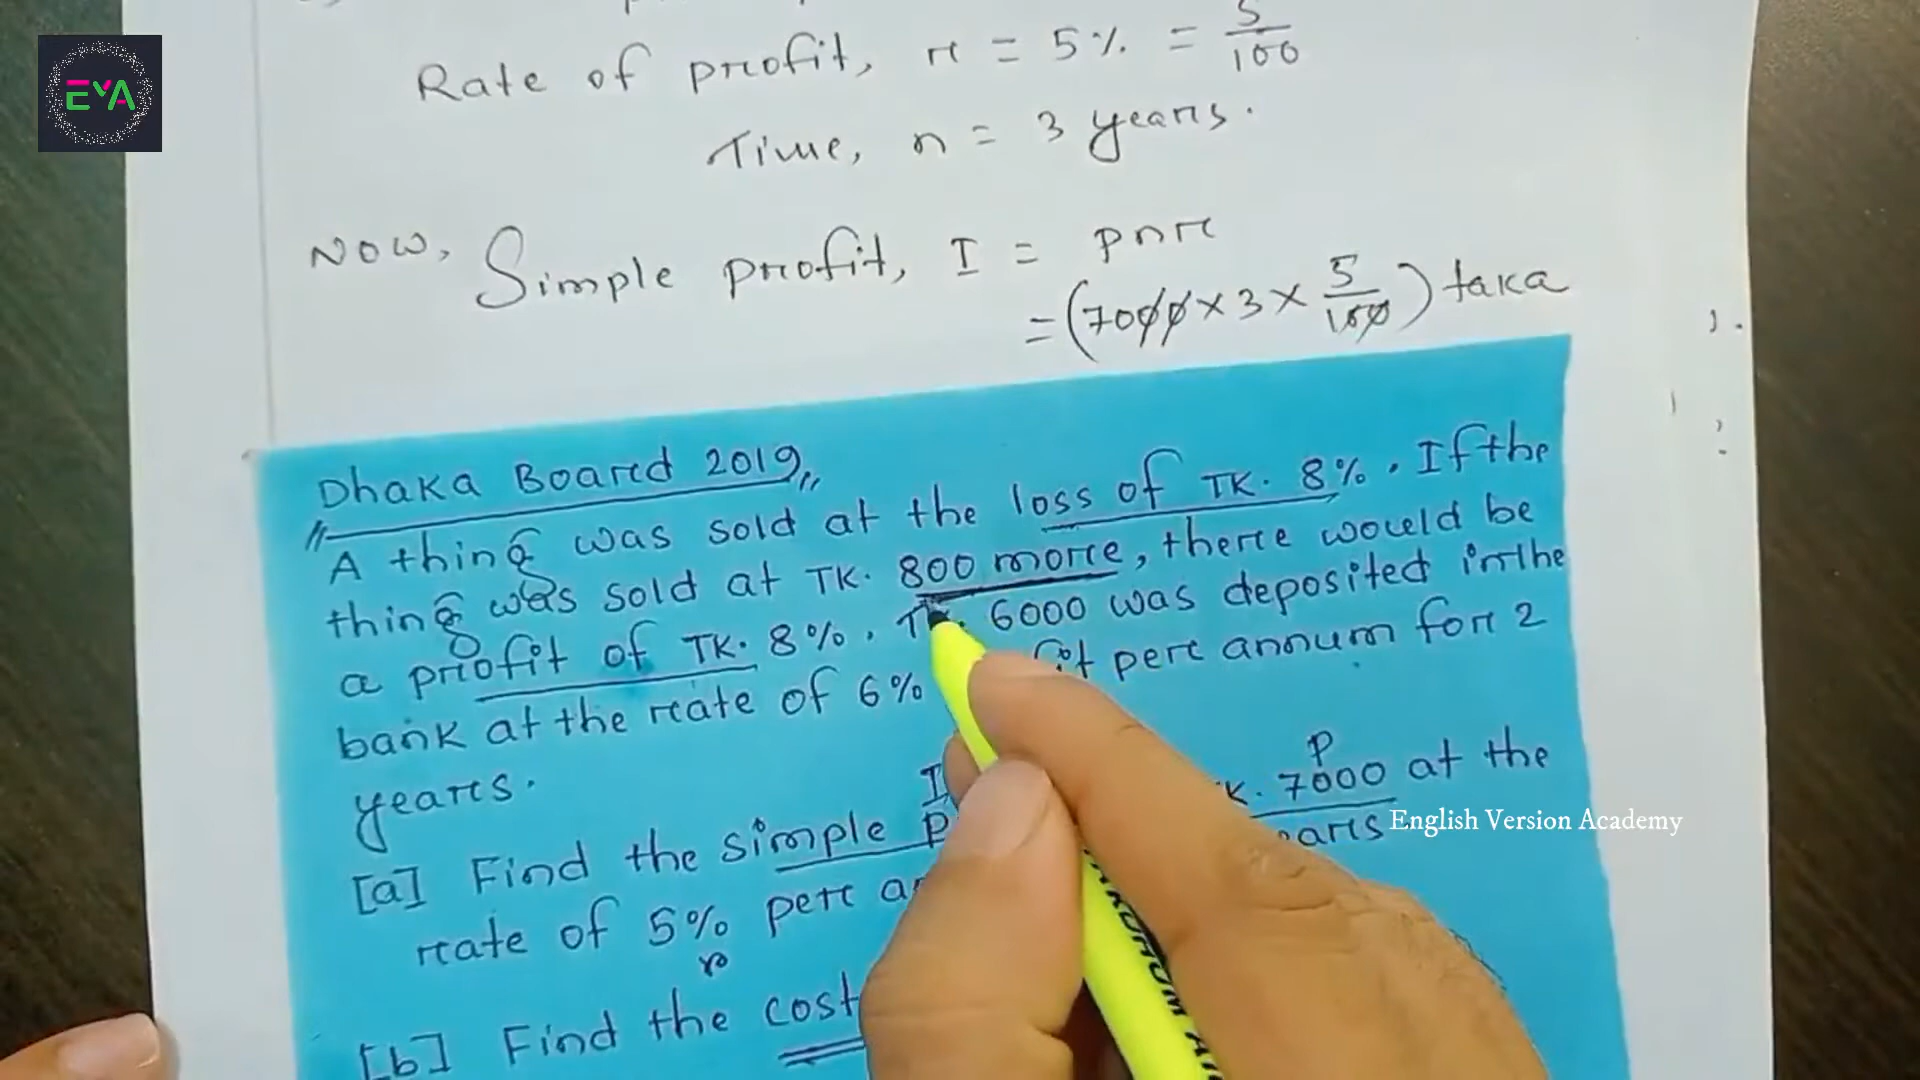 EYA
Rate of profit, r = 5% = 5/100
Time, n = 3 years.
Now, Simple profit, I = pnr
= (7000 × 3 × 5/100) taka
Dhaka Board 2019
A thing was sold at the loss of TK. 8%. If the
thing was sold at TK. 800 more, there would be
a profit of TK. 8%. 6000 was deposited in the
bank at the rate of 6% per annum for 2
years.
I P
[a] Find the simple 7000 at the
rate of 5% per
r
[b] Find the cost
English Version Academy